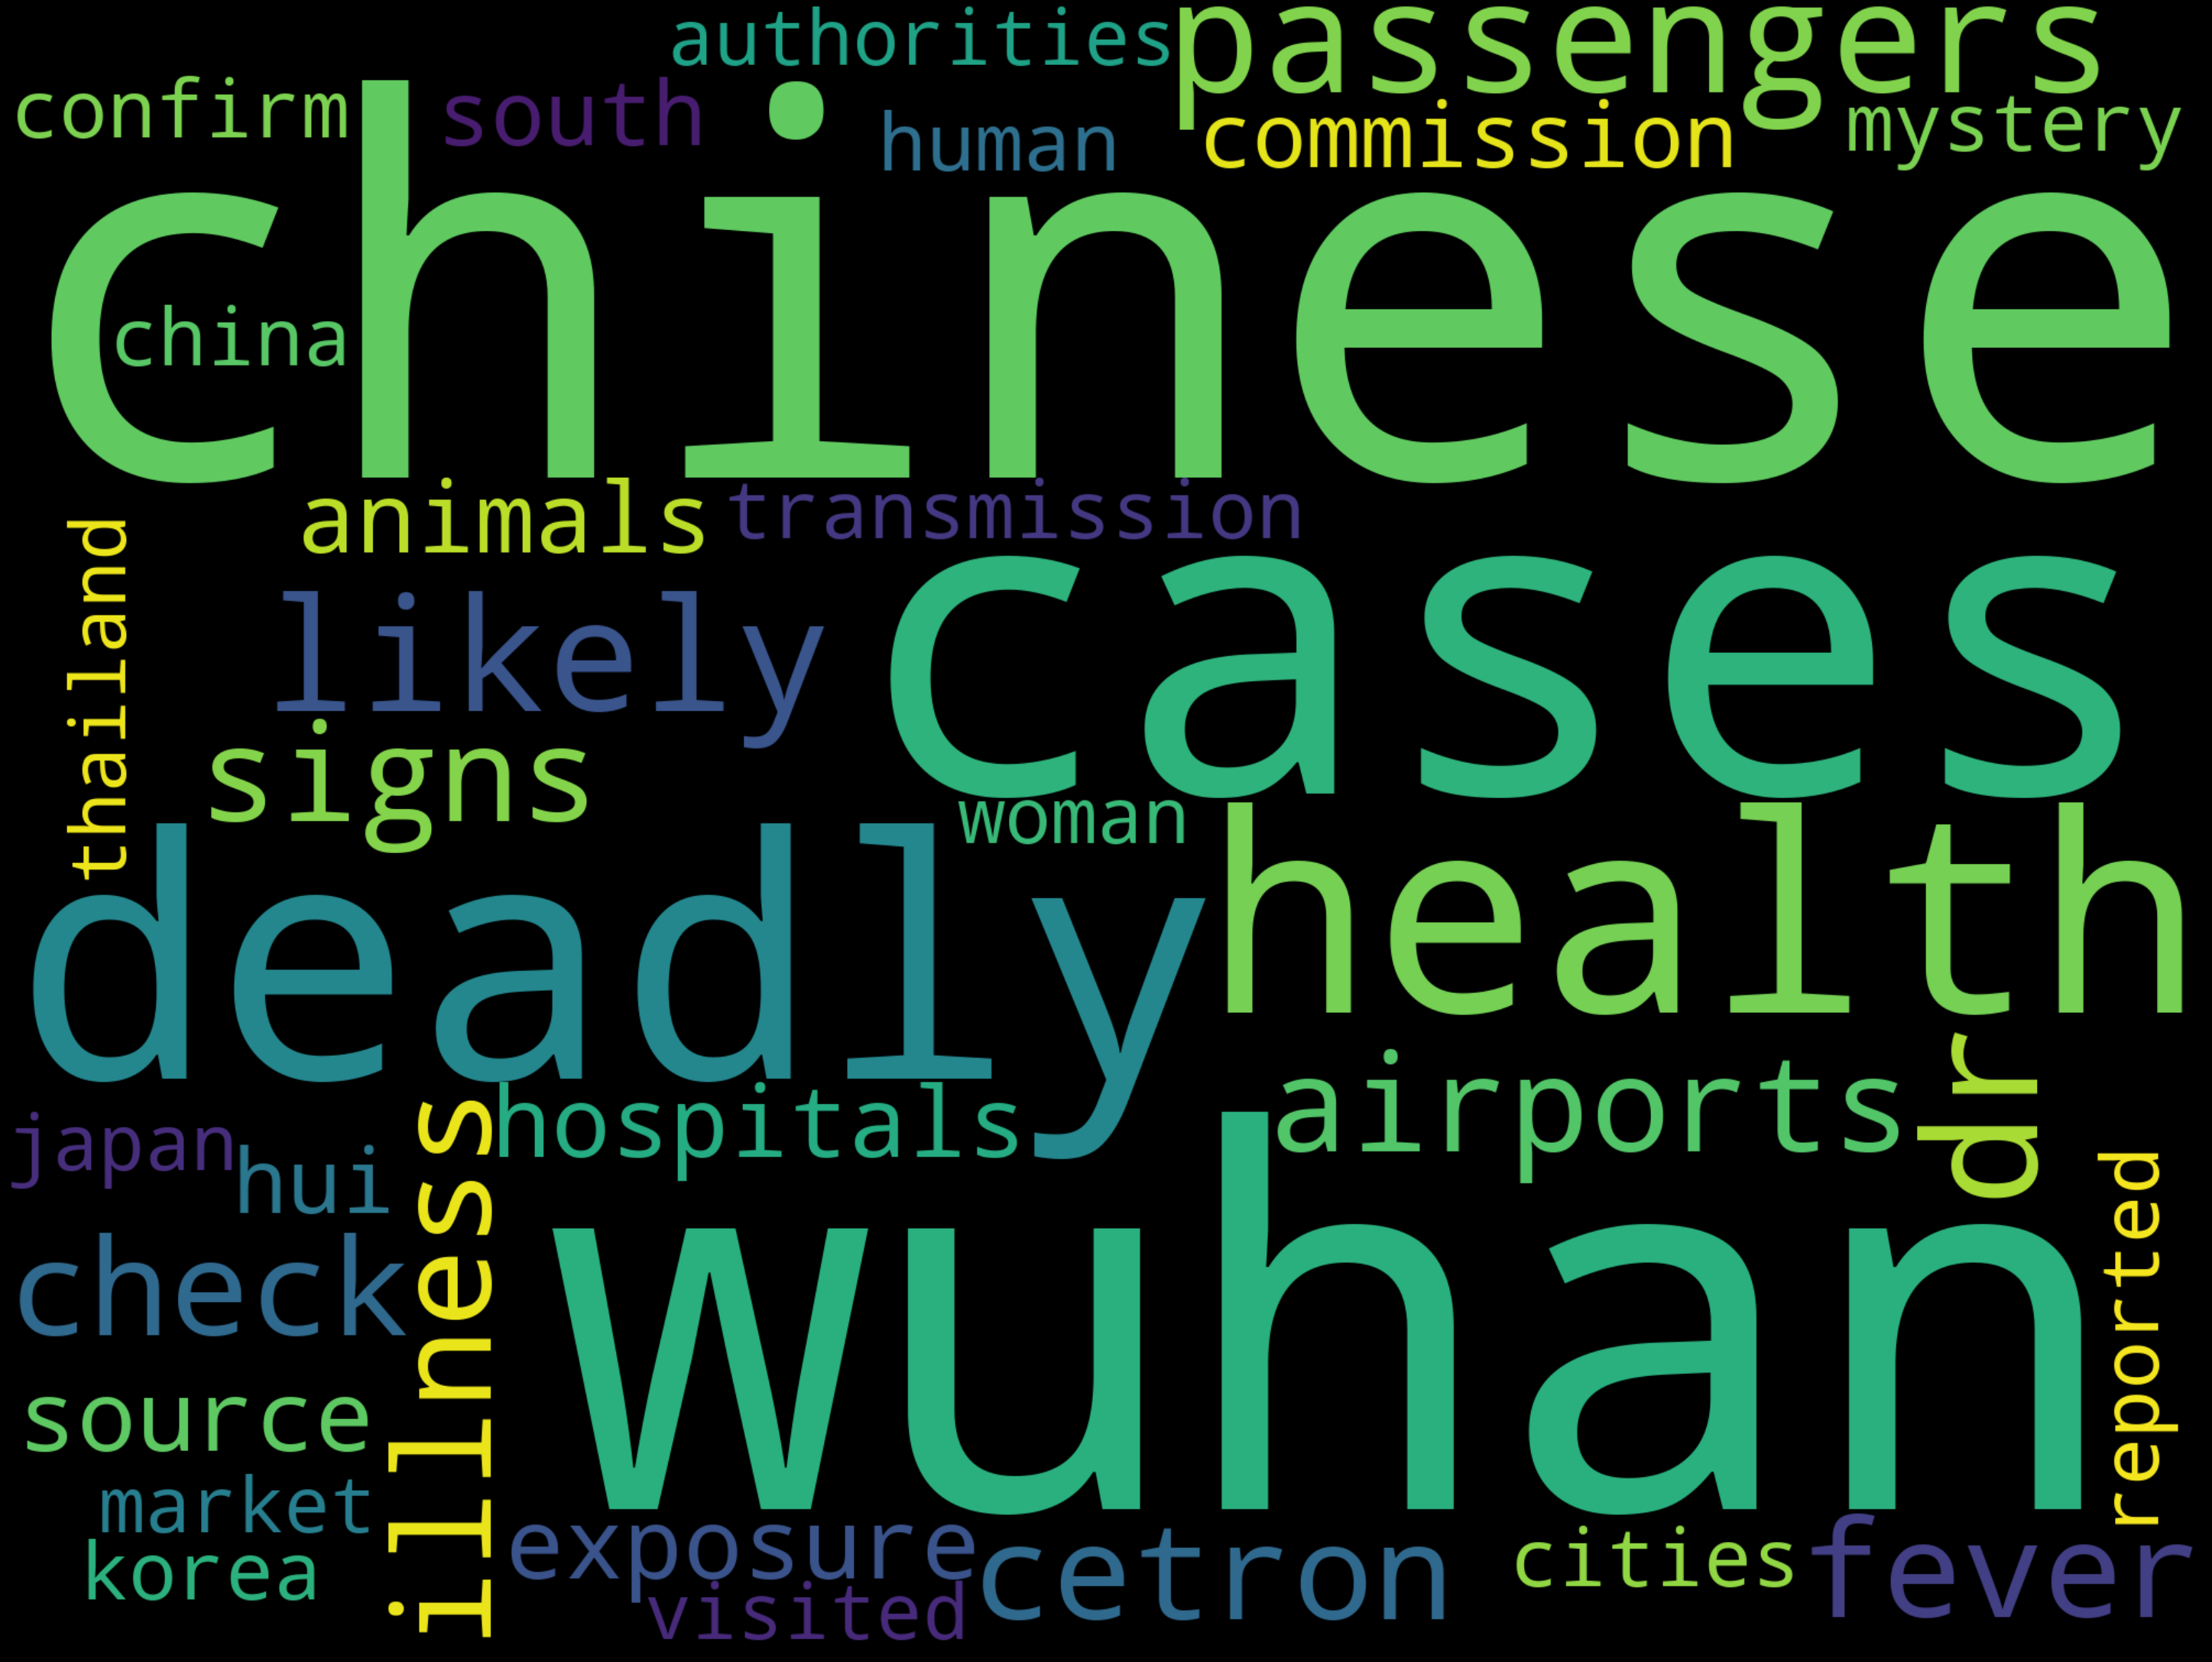 authorities passengers
confirm south human commission mystery
chinese
china
animals transmission
thailand likely cases
signs woman
deadly health
hospitals airports dr
japan hui
illness wuhan reported
check
source
market
korea exposure cetron cities fever
visited